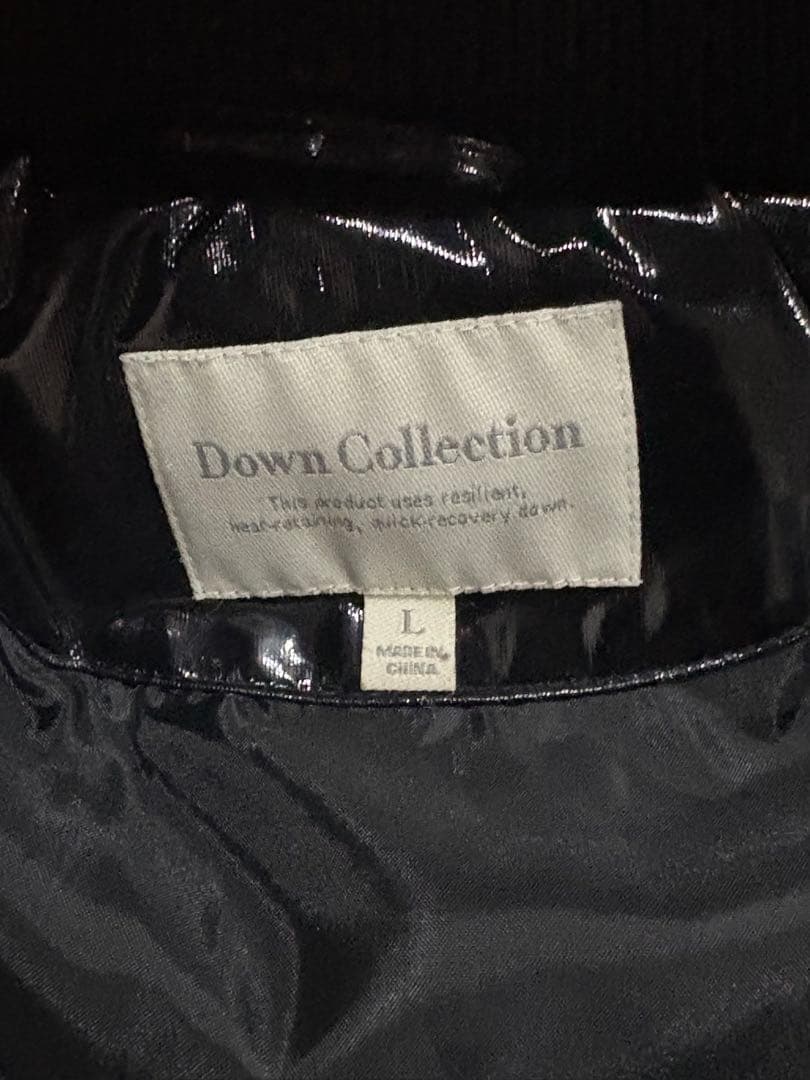 Down Collection
This product uses resilient,
heat-retaining, quick-recovery down.
L
MADE IN
CHINA